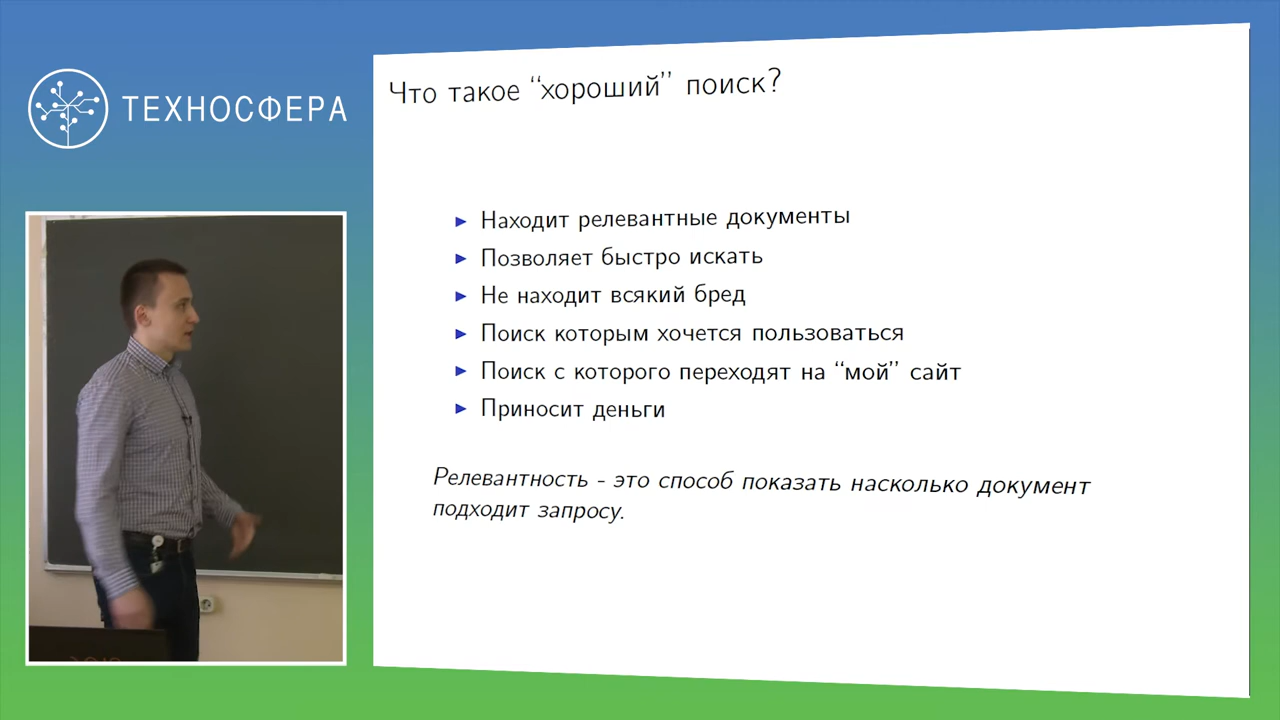 ТЕХНОСФЕРА
Что такое “хороший” поиск?
Находит релевантные документы
Позволяет быстро искать
Не находит всякий бред
Поиск которым хочется пользоваться
Поиск с которого переходят на “мой” сайт
Приносит деньги
Релевантность - это способ показать насколько документ
подходит запросу.